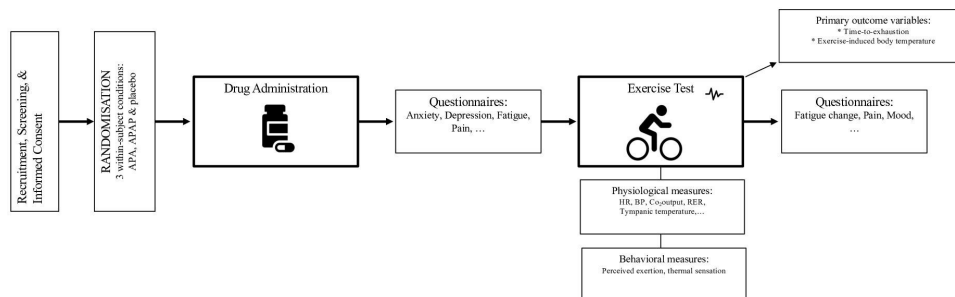 Recruitment, Screening, &
Informed Consent
RANDOMISATION
3 within-subject conditions:
APA, APAP & placebo
Drug Administration
Questionnaires:
Anxiety, Depression, Fatigue,
Pain, …
Exercise Test
Primary outcome variables:
* Time-to-exhaustion
* Exercise-induced body temperature
Questionnaires:
Fatigue change, Pain, Mood,
…
Physiological measures:
HR, BP, Co₂output, RER,
Tympanic temperature,…
Behavioral measures:
Perceived exertion, thermal sensation